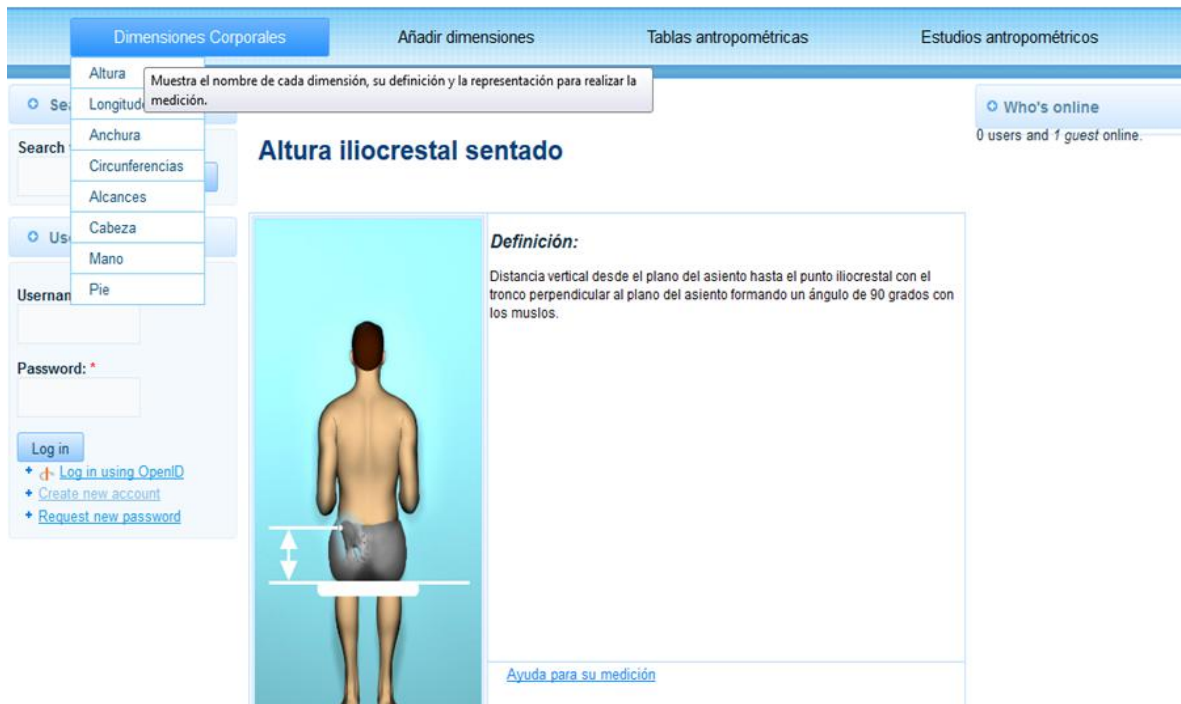 Dimensiones Corporales
Añadir dimensiones
Tablas antropométricas
Estudios antropométricos
Altura
Muestra el nombre de cada dimensión, su definición y la representación para realizar la
medición.
Anchura
Circunferencias
Alcances
Cabeza
Mano
Pie
Search
Password: *
Log in
Log in using OpenID
Create new account
Request new password
Altura iliocrestal sentado
Definición:
Distancia vertical desde el plano del asiento hasta el punto iliocrestal con el
tronco perpendicular al plano del asiento formando un ángulo de 90 grados con
los muslos.
Ayuda para su medición
Who's online
0 users and 1 guest online.